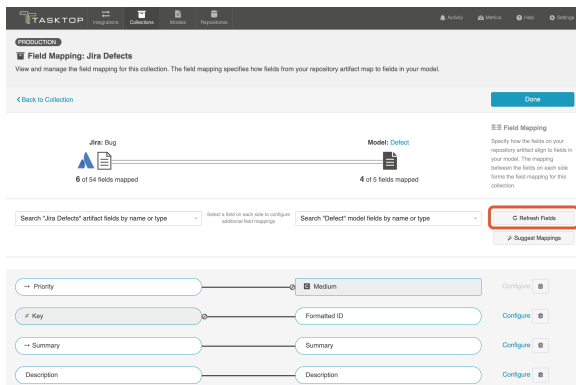 TASKTOP
Integrations
Collections
Models
Repositories
Activity
Metrics
Help
Settings
PRODUCTION
Field Mapping: Jira Defects
View and manage the field mapping for this collection. The field mapping specifies how fields from your repository artifact map to fields in your model.
Back to Collection
Done
Jira: Bug
Model: Defect
6 of 54 fields mapped
4 of 5 fields mapped
Field Mapping
Specify how the fields on your
repository artifact align to fields in
your model. The mapping
between the fields on each side
forms the field mapping for this
collection.
Search "Jira Defects" artifact fields by name or type
Select a field on each side to configure
additional field mappings
Search "Defect" model fields by name or type
Refresh Fields
Suggest Mappings
Priority
C Medium
Configure
Key
Formatted ID
Configure
Summary
Summary
Configure
Description
Description
Configure